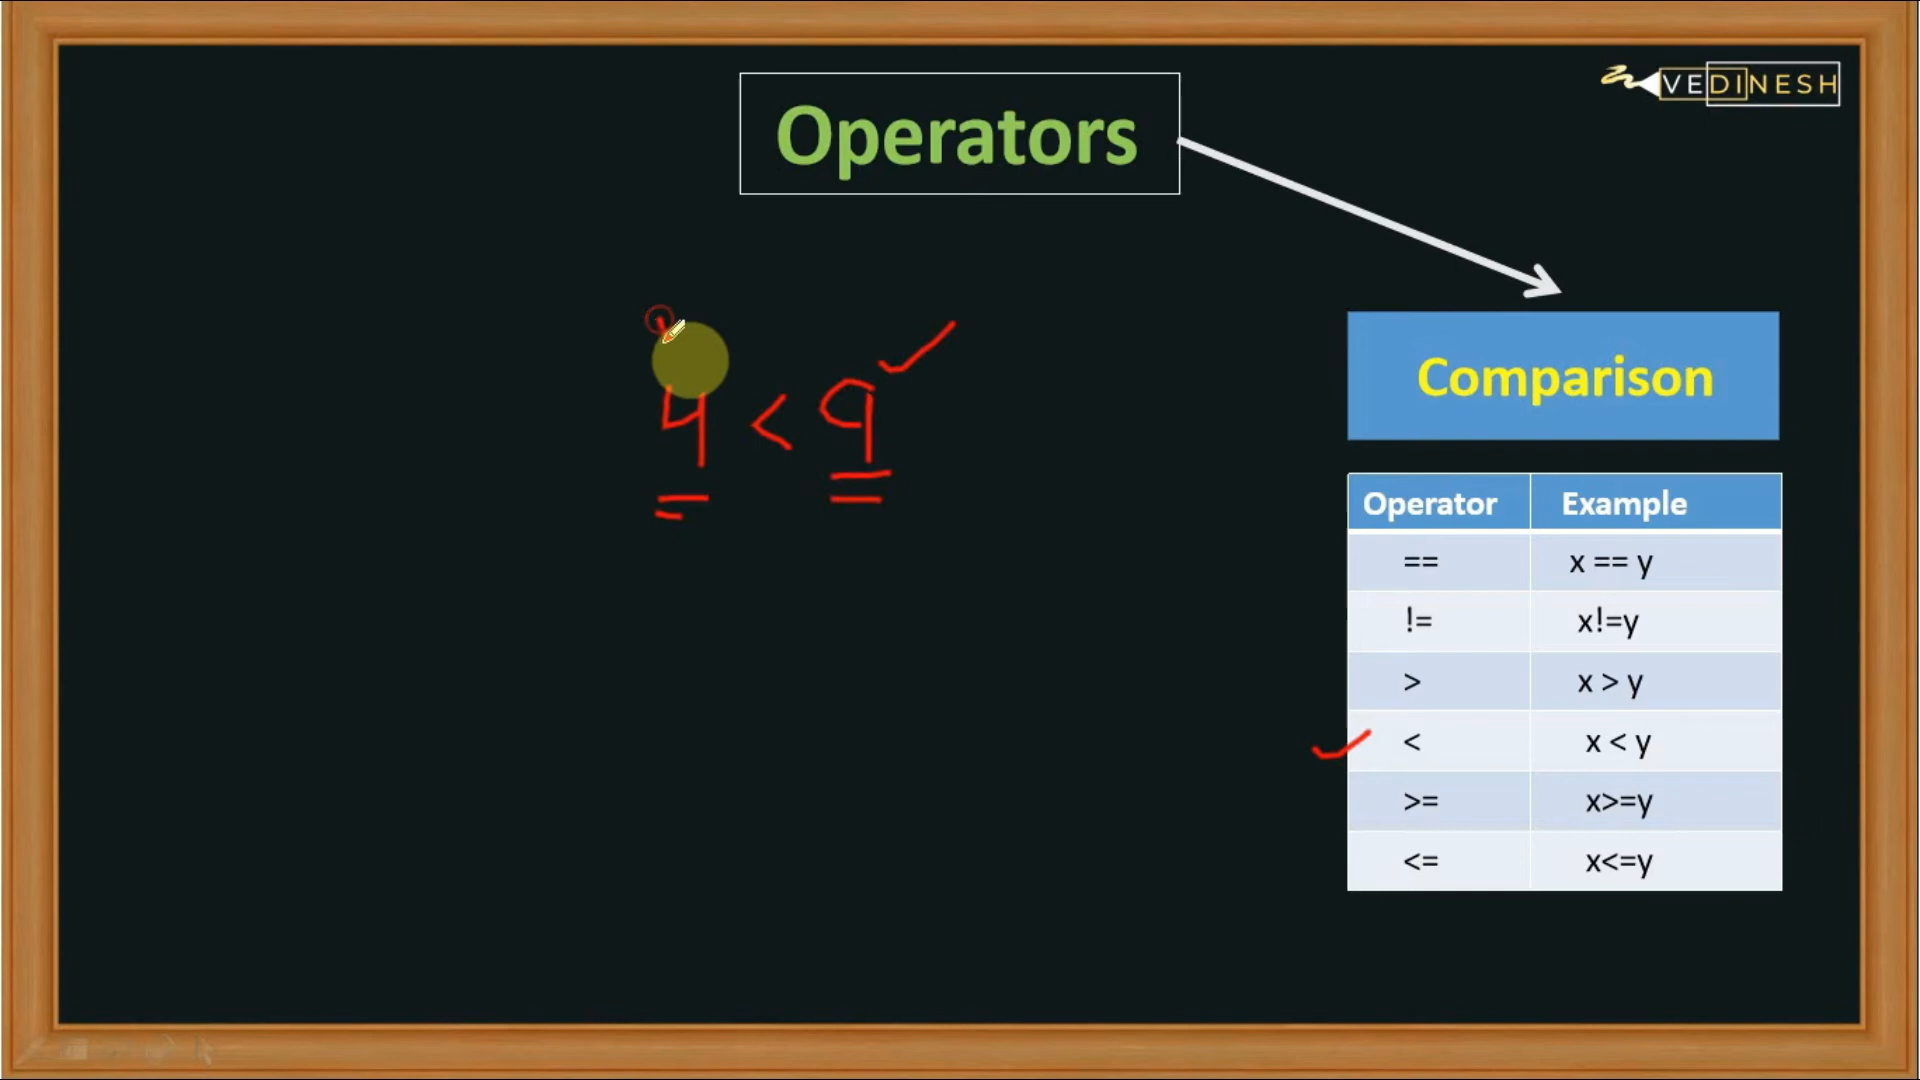 VEDINESH
Operators
4 < 9
Comparison
Operator Example
== x == y
!= x!=y
> x > y
< x < y
>= x>=y
<= x<=y